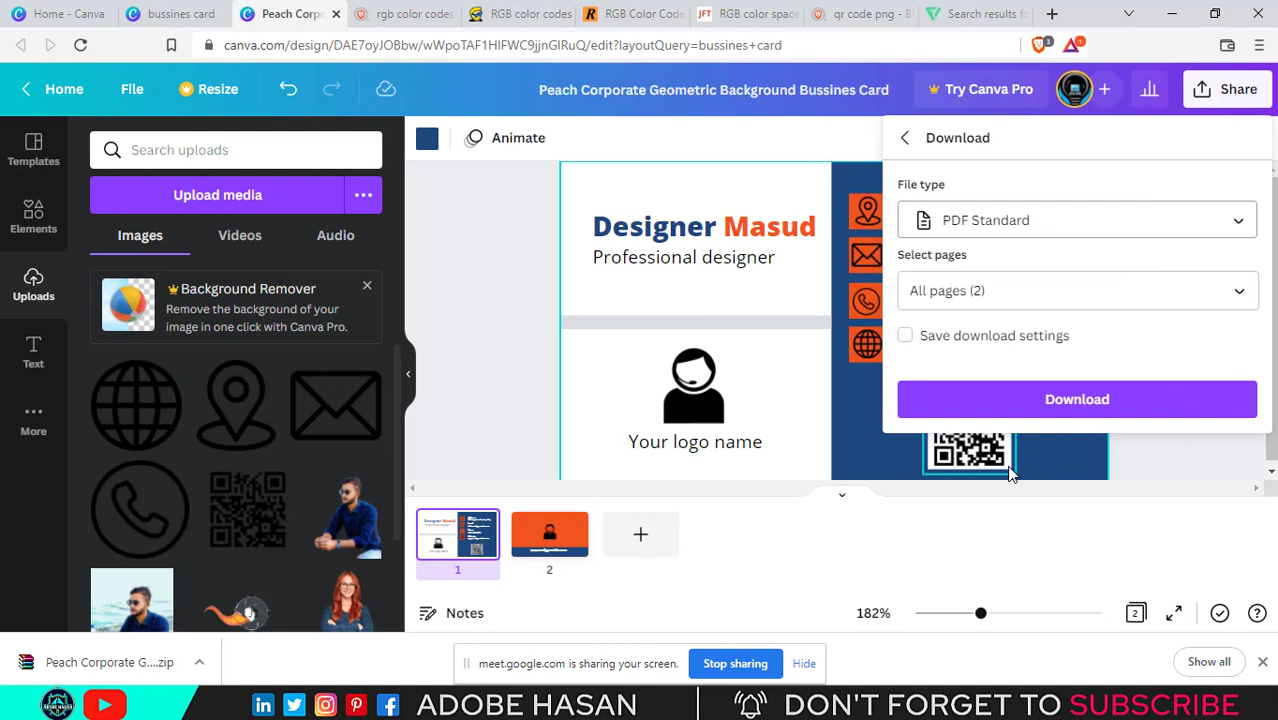 Home - Canva
bussines card
Peach Corpo
rgb color codes
RGB color codes
RGB Color Code
RGB color space
qr code png - B
Search results fo
canva.com/design/DAE7oyJOBbw/wWpoTAF1HIFWC9jjnGlRuQ/edit?layoutQuery=bussines+card
3
1
Home
File
Resize
Peach Corporate Geometric Background Bussines Card
Try Canva Pro
Share
Templates
Elements
Uploads
Text
More
Search uploads
Upload media
Images
Videos
Audio
Background Remover
Remove the background of your
image in one click with Canva Pro.
Animate
Designer Masud
Professional designer
Your logo name
Download
File type
PDF Standard
Select pages
All pages (2)
Save download settings
Download
1
2
Notes
182%
2
Peach Corporate G....zip
meet.google.com is sharing your screen.
Stop sharing
Hide
Show all
ADOBE HASAN
DON'T FORGET TO SUBSCRIBE